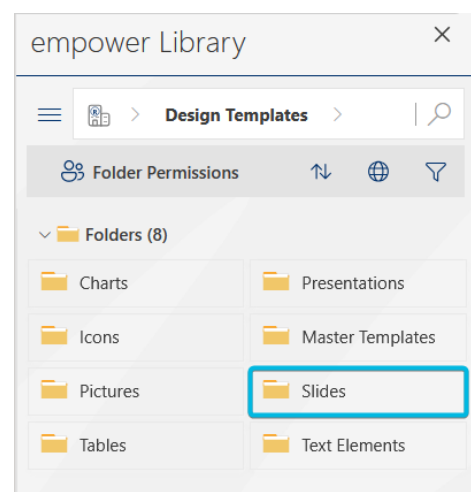 empower Library
Design Templates
Folder Permissions
Folders (8)
Charts
Presentations
Icons
Master Templates
Pictures
Slides
Tables
Text Elements